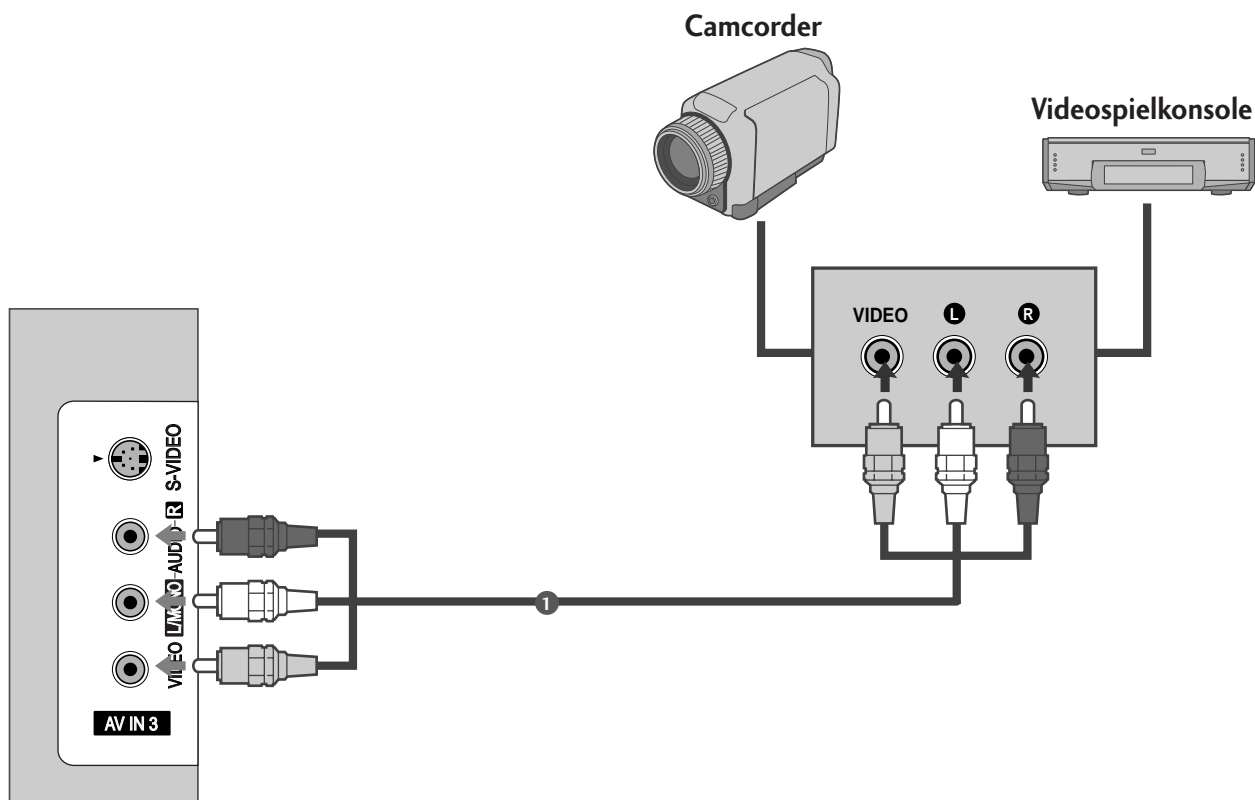 Camcorder
Videospielkonsole
VIDEO L R
S-VIDEO
VIDEO L/MONO AUDIO R
1
AV IN 3